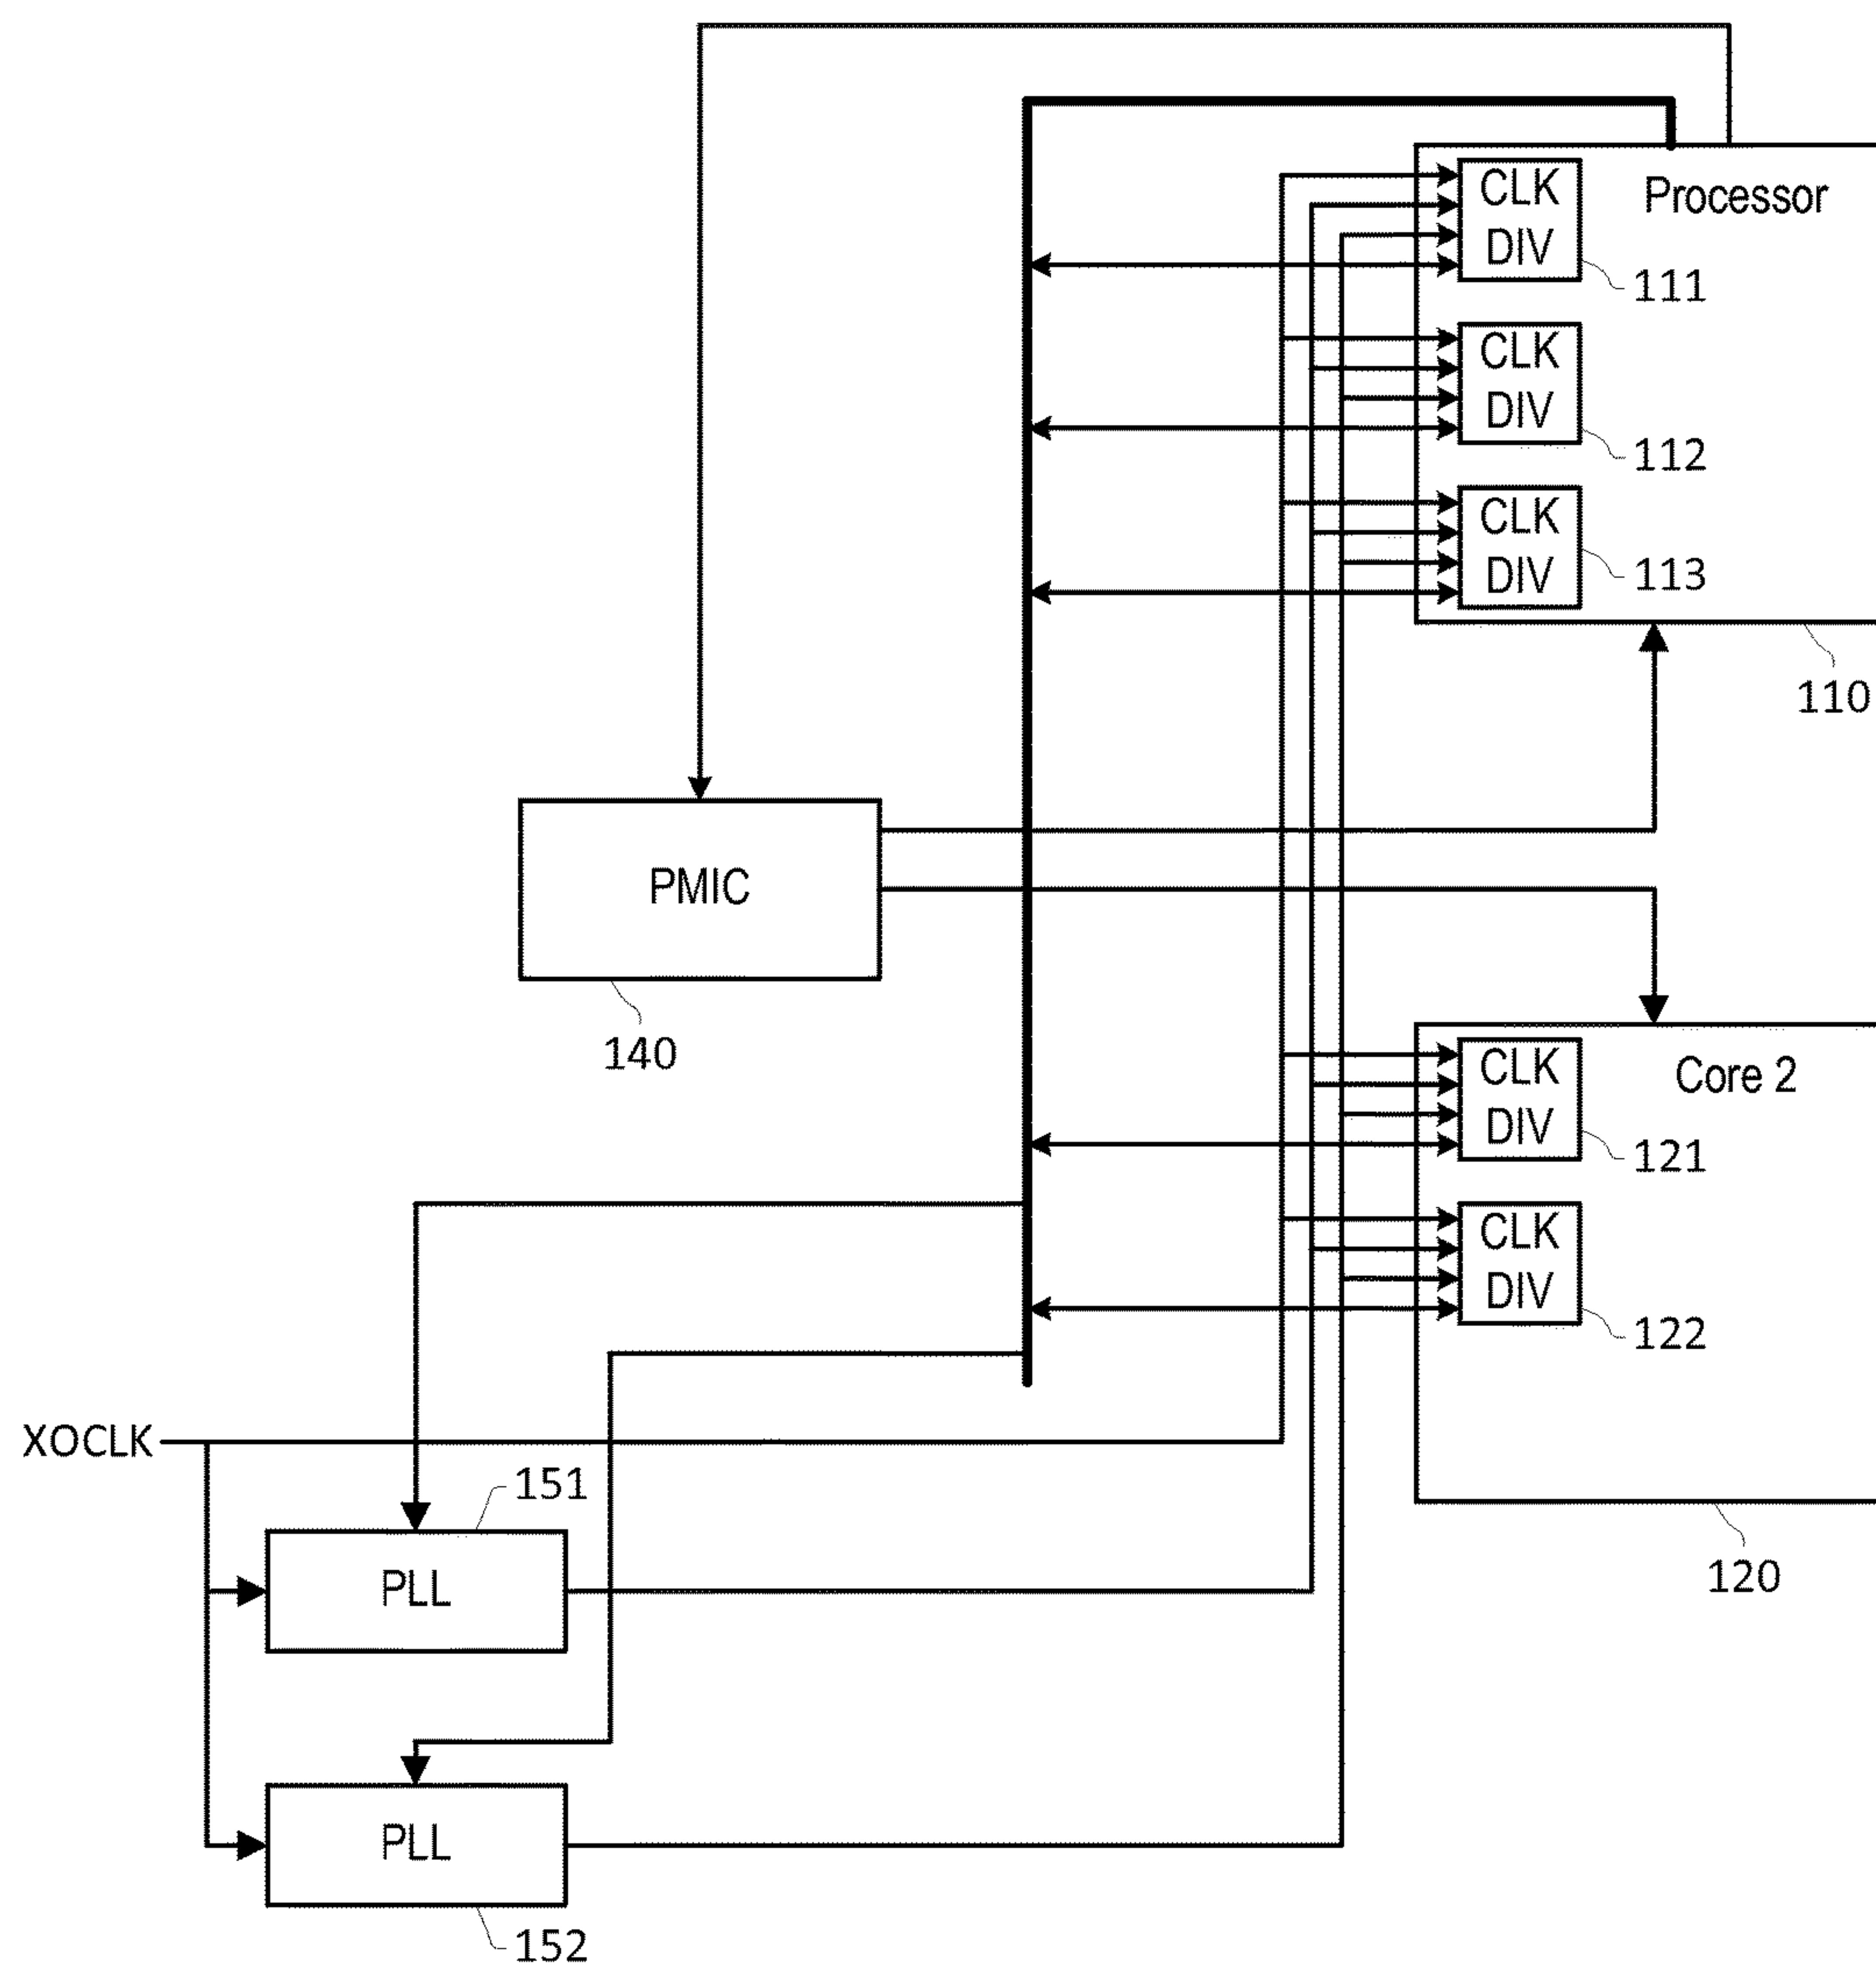 CLK
DIV
Processor
111
CLK
DIV
112
CLK
DIV
113
110
PMIC
140
CLK
DIV
Core 2
121
CLK
DIV
122
XOCLK
151
PLL
120
PLL
152